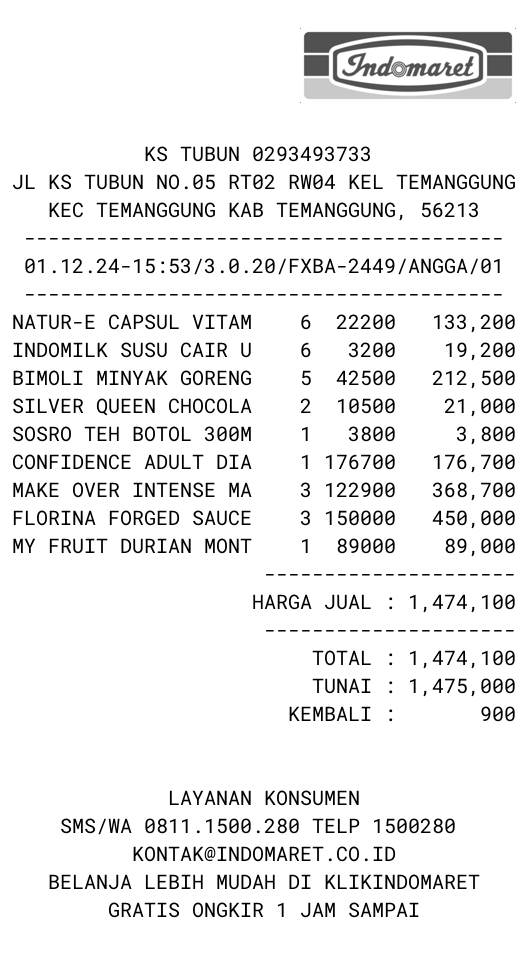 Indomaret
KS TUBUN 0293493733
JL KS TUBUN NO.05 RT02 RW04 KEL TEMANGGUNG
KEC TEMANGGUNG KAB TEMANGGUNG, 56213
----------------------------------------
01.12.24-15:53/3.0.20/FXBA-2449/ANGGA/01
----------------------------------------
NATUR-E CAPSUL VITAM 6 22200 133,200
INDOMILK SUSU CAIR U 6 3200 19,200
BIMOLI MINYAK GORENG 5 42500 212,500
SILVER QUEEN CHOCOLA 2 10500 21,000
SOSRO TEH BOTOL 300M 1 3800 3,800
CONFIDENCE ADULT DIA 1 176700 176,700
MAKE OVER INTENSE MA 3 122900 368,700
FLORINA FORGED SAUCE 3 150000 450,000
MY FRUIT DURIAN MONT 1 89000 89,000
---------------------
HARGA JUAL : 1,474,100
---------------------
TOTAL : 1,474,100
TUNAI : 1,475,000
KEMBALI : 900
LAYANAN KONSUMEN
SMS/WA 0811.1500.280 TELP 1500280
KONTAK@INDOMARET.CO.ID
BELANJA LEBIH MUDAH DI KLIKINDOMARET
GRATIS ONGKIR 1 JAM SAMPAI